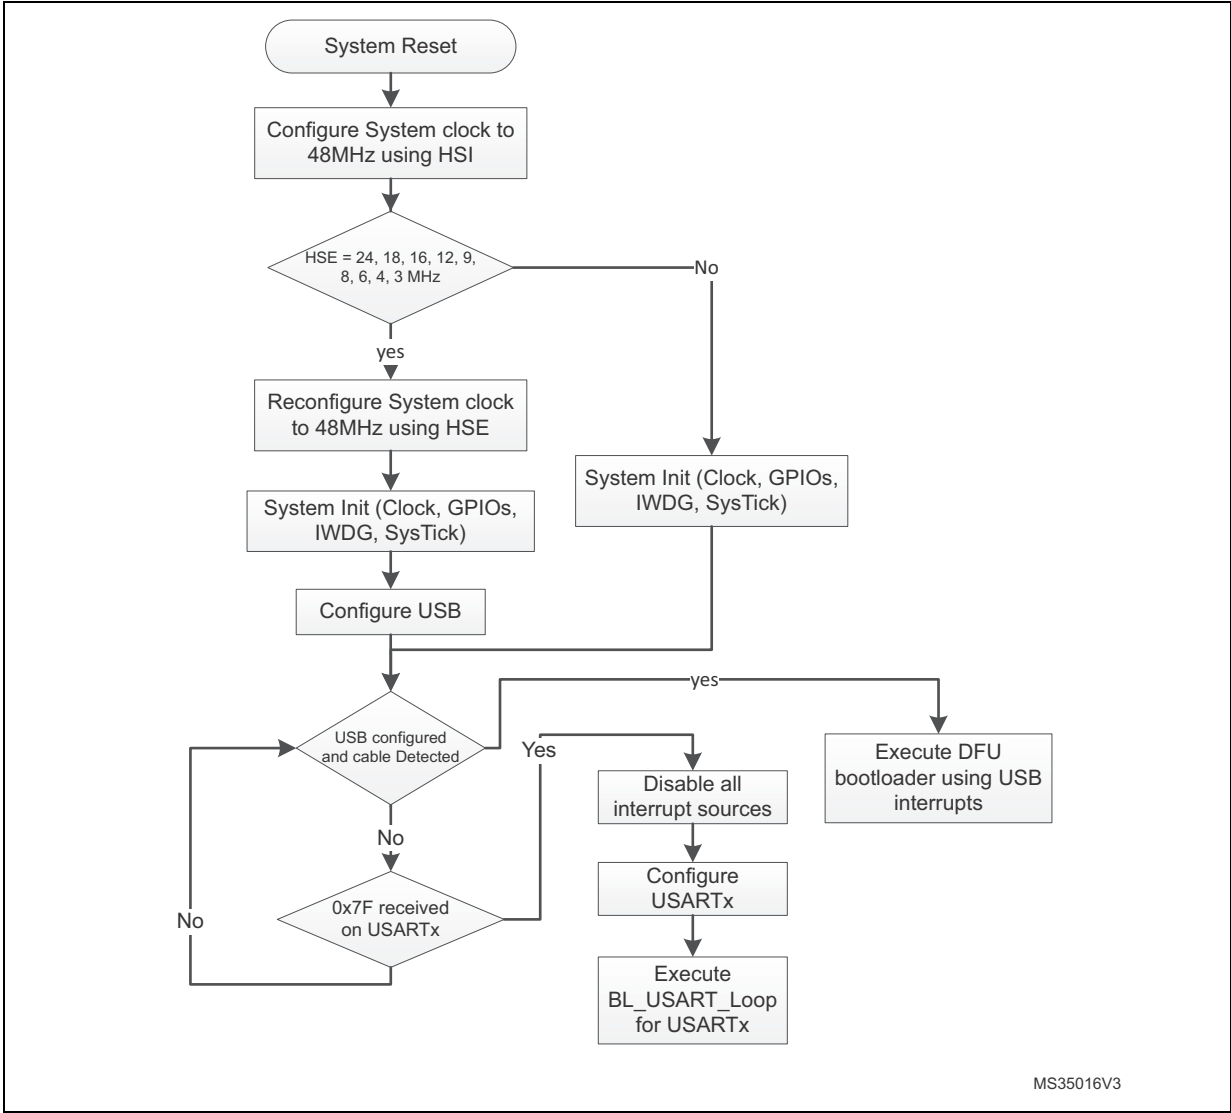 System Reset
Configure System clock to
48MHz using HSI
HSE = 24, 18, 16, 12, 9,
8, 6, 4, 3 MHz
No
yes
Reconfigure System clock
to 48MHz using HSE
System Init (Clock, GPIOs,
IWDG, SysTick)
System Init (Clock, GPIOs,
IWDG, SysTick)
Configure USB
yes
USB configured
and cable Detected
Yes
Execute DFU
bootloader using USB
interrupts
Disable all
interrupt sources
No
Configure
USARTx
0x7F received
on USARTx
No
Execute
BL_USART_Loop
for USARTx
MS35016V3